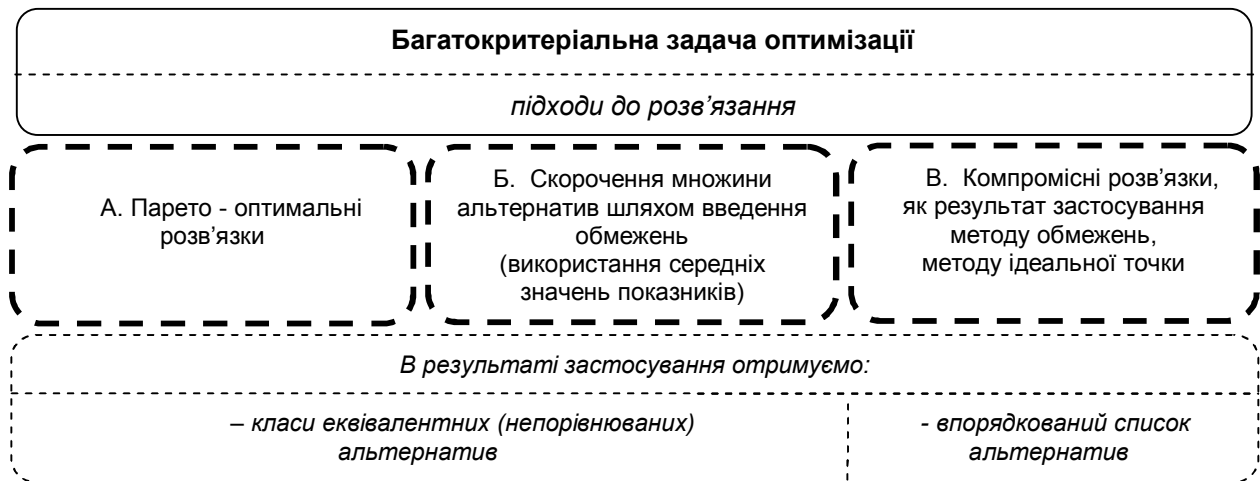 Багатокритеріальна задача оптимізації
підходи до розв’язання
А. Парето - оптимальні
розв’язки
Б. Скорочення множини
альтернатив шляхом введення
обмежень
(використання середніх
значень показників)
В. Компромісні розв’язки,
як результат застосування
методу обмежень,
методу ідеальної точки
В результаті застосування отримуємо:
– класи еквівалентних (непорівнюваних)
альтернатив
- впорядкований список
альтернатив